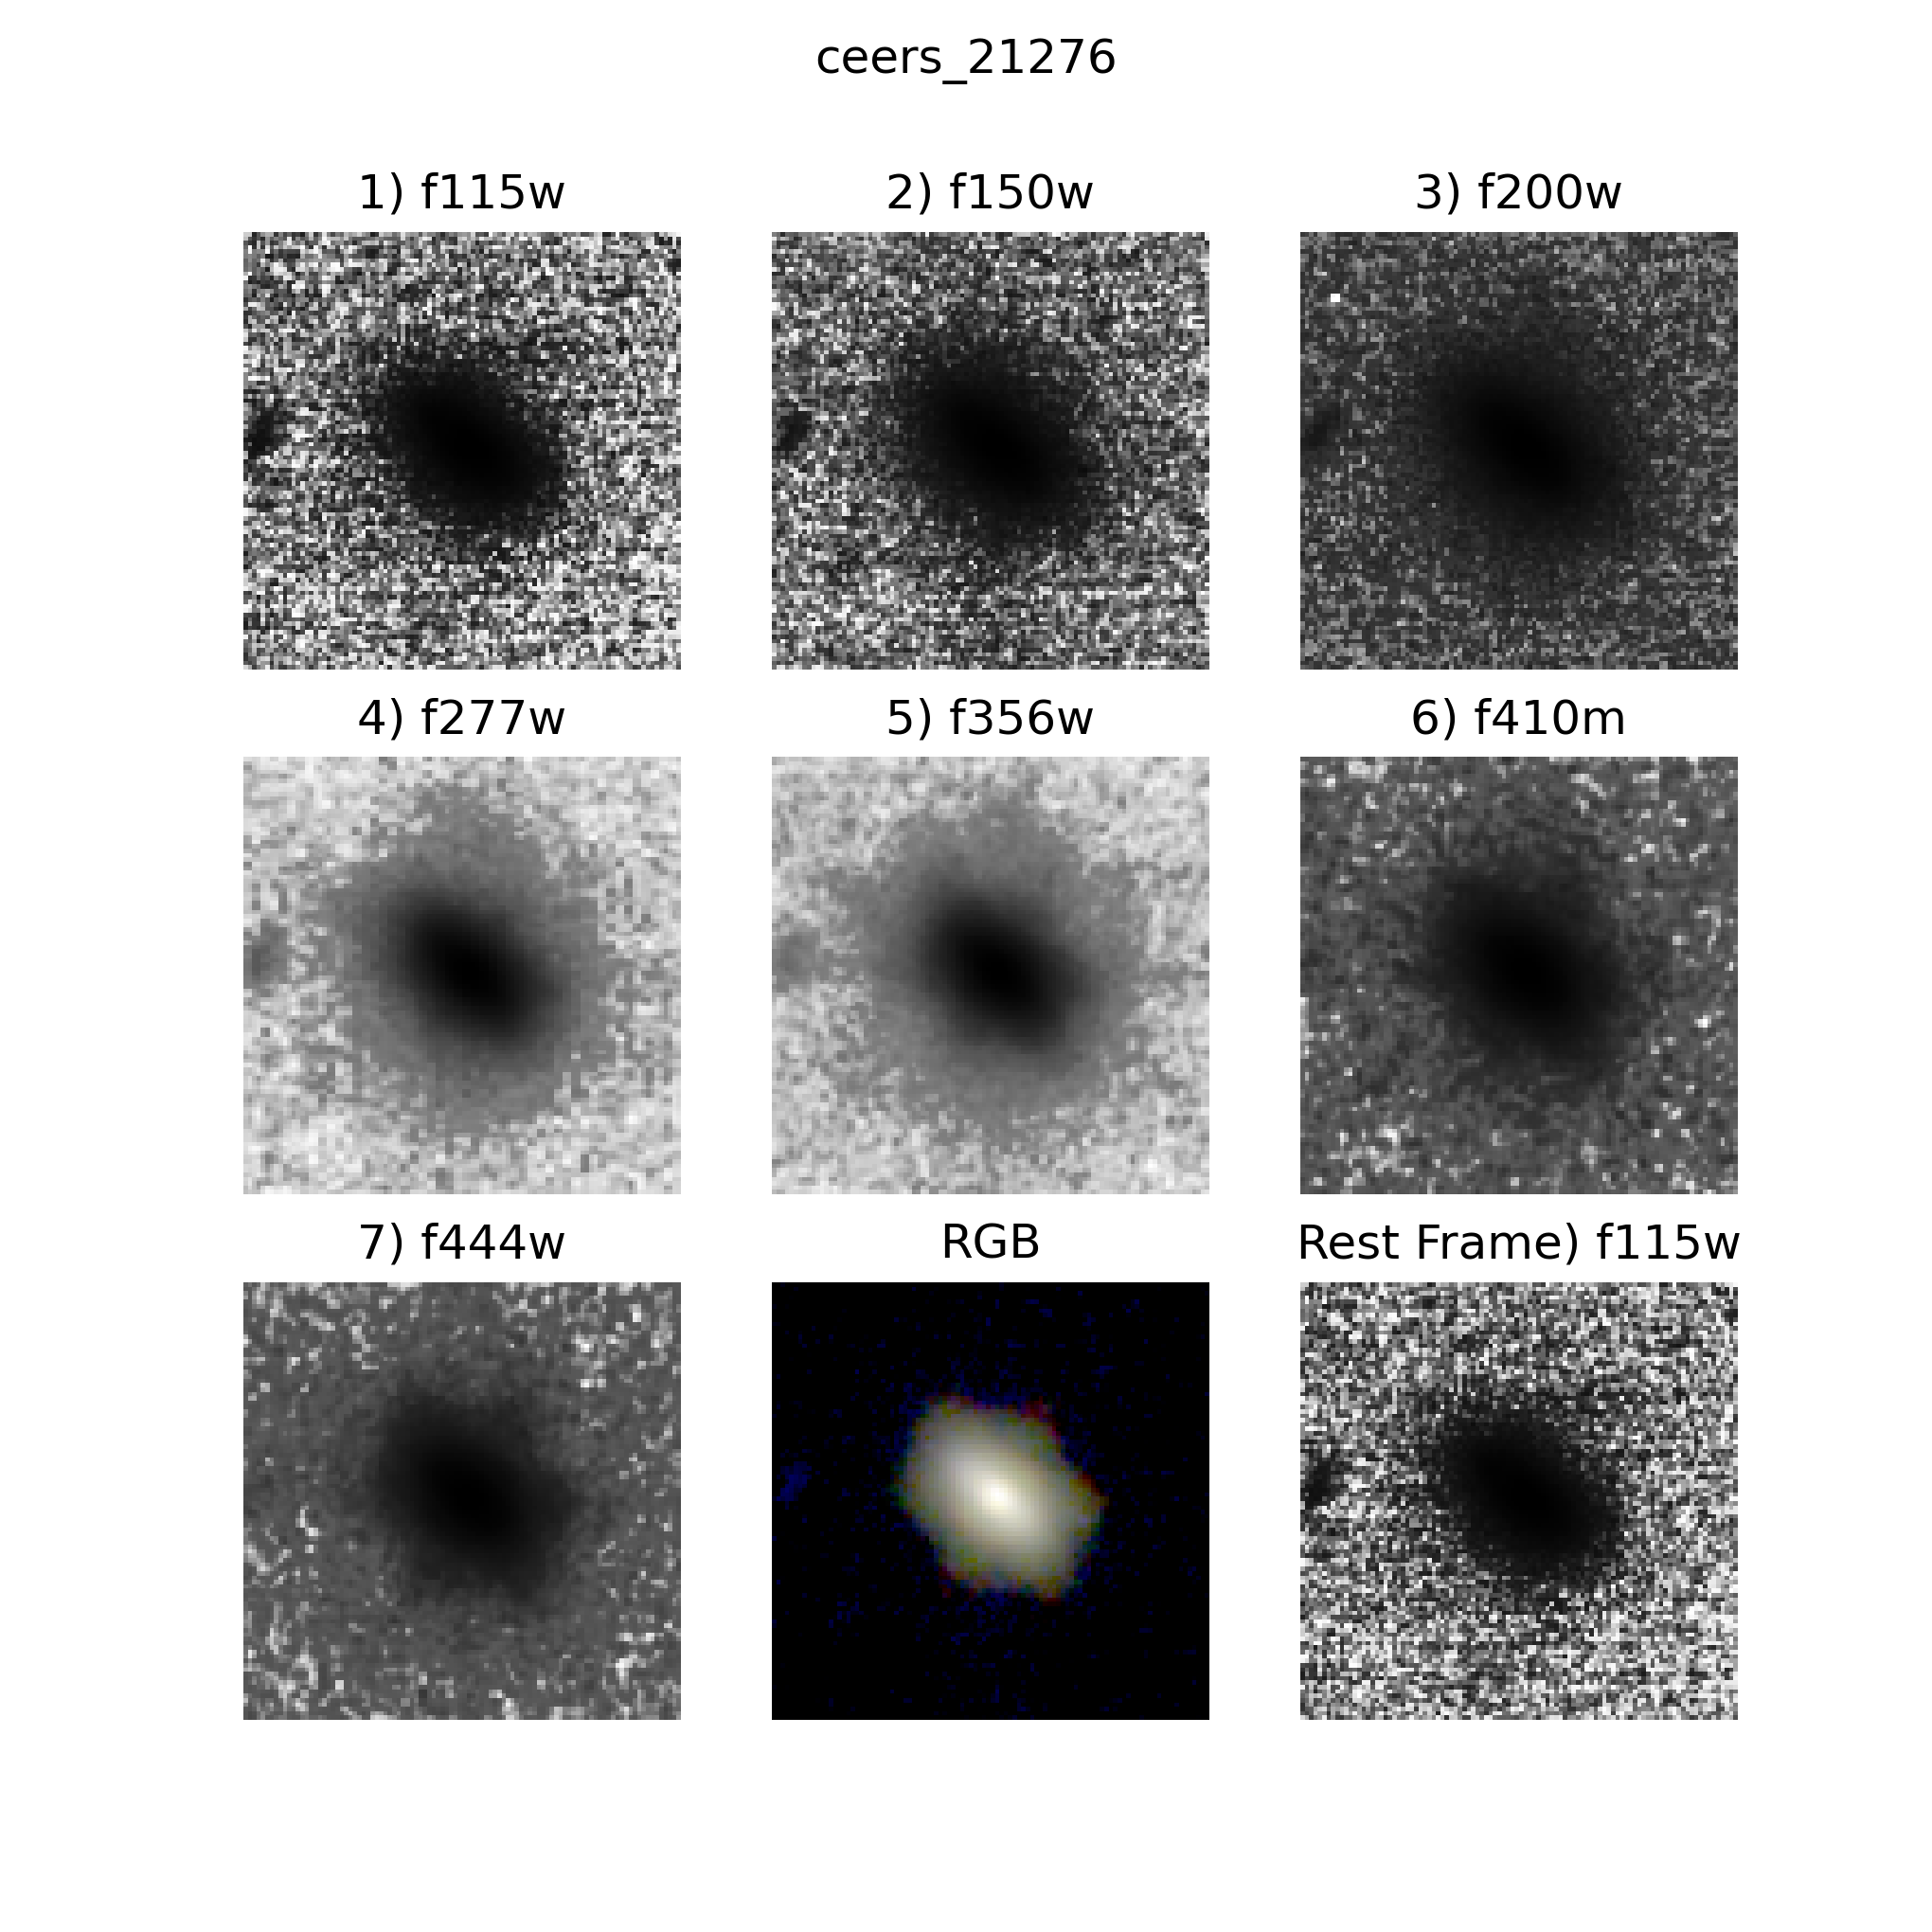 ceers_21276
1) f115w
2) f150w
3) f200w
4) f277w
5) f356w
6) f410m
7) f444w
RGB
Rest Frame) f115w